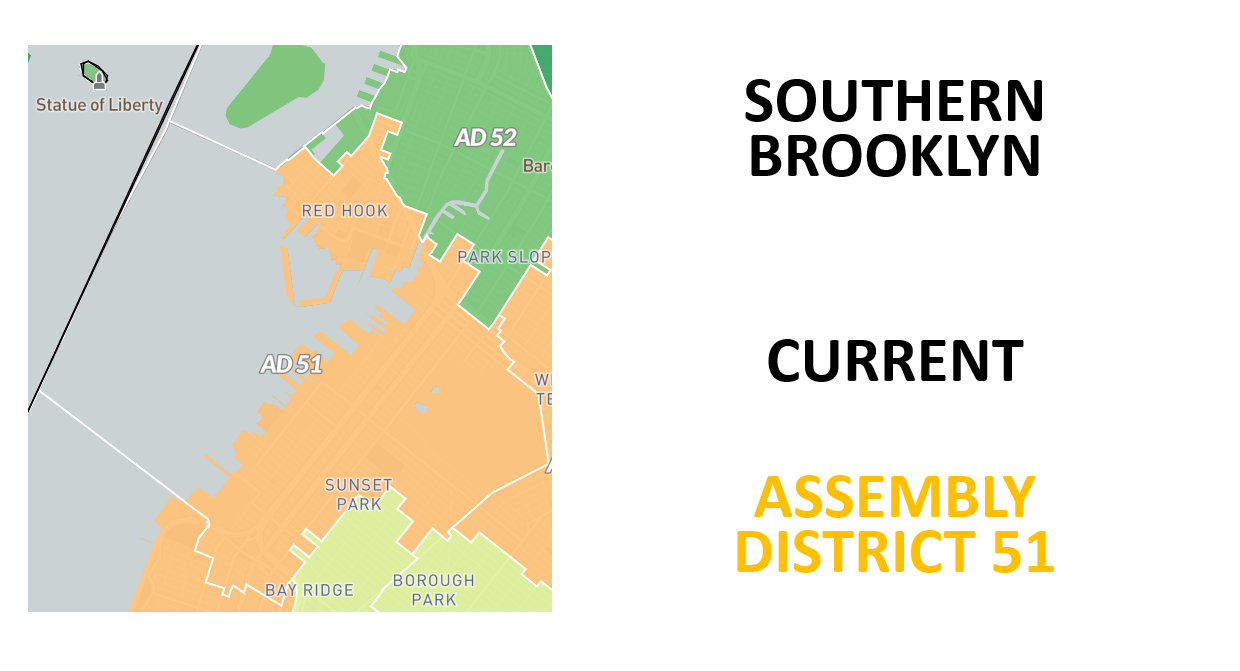 Statue of Liberty
AD 52
RED HOOK
PARK SLOP
AD 51
SUNSET
PARK
BAY RIDGE
BOROUGH
PARK
SOUTHERN
BROOKLYN
CURRENT
ASSEMBLY
DISTRICT 51